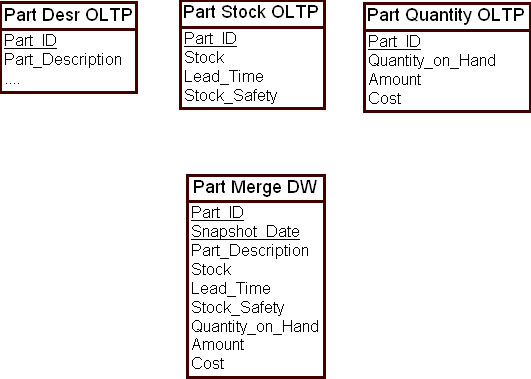 Part Desr OLTP
Part_ID
Part_Description
....
Part Stock OLTP
Part_ID
Stock
Lead_Time
Stock_Safety
Part Quantity OLTP
Part_ID
Quantity_on_Hand
Amount
Cost
Part Merge DW
Part_ID
Snapshot_Date
Part_Description
Stock
Lead_Time
Stock_Safety
Quantity_on_Hand
Amount
Cost